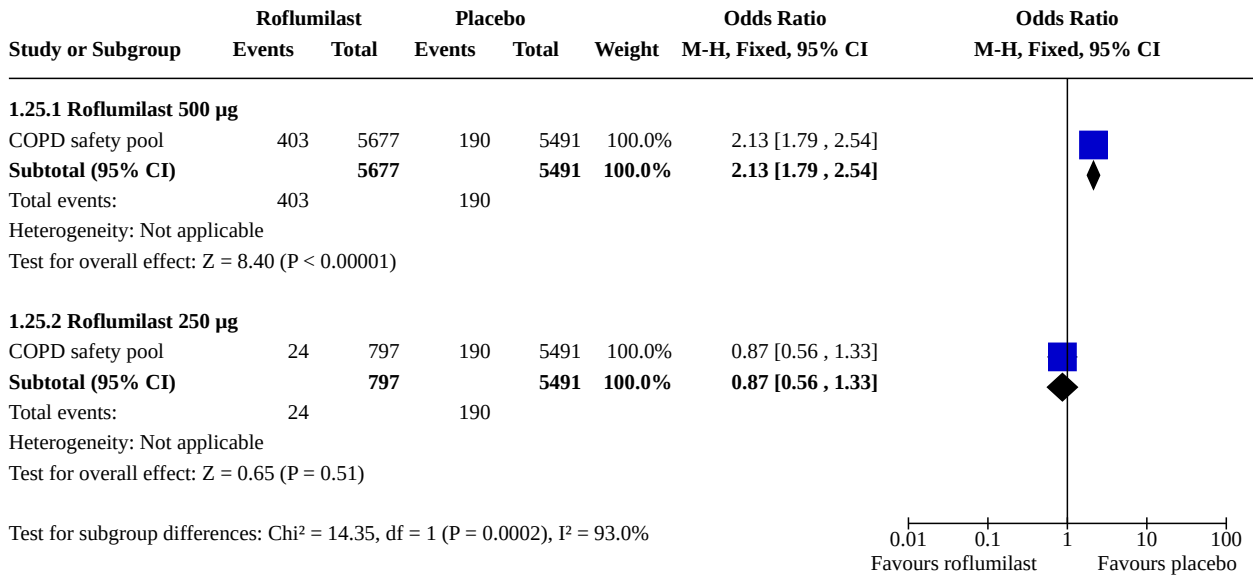 Roflumilast Placebo Odds Ratio Odds Ratio
Study or Subgroup Events Total Events Total Weight M-H, Fixed, 95% CI M-H, Fixed, 95% CI
1.25.1 Roflumilast 500 µg
COPD safety pool 403 5677 190 5491 100.0% 2.13 [1.79 , 2.54]
Subtotal (95% CI) 5677 5491 100.0% 2.13 [1.79 , 2.54]
Total events: 403 190
Heterogeneity: Not applicable
Test for overall effect: Z = 8.40 (P < 0.00001)
1.25.2 Roflumilast 250 µg
COPD safety pool 24 797 190 5491 100.0% 0.87 [0.56 , 1.33]
Subtotal (95% CI) 797 5491 100.0% 0.87 [0.56 , 1.33]
Total events: 24 190
Heterogeneity: Not applicable
Test for overall effect: Z = 0.65 (P = 0.51)
Test for subgroup differences: Chi² = 14.35, df = 1 (P = 0.0002), I² = 93.0%
0.01 0.1 1 10 100
Favours roflumilast Favours placebo